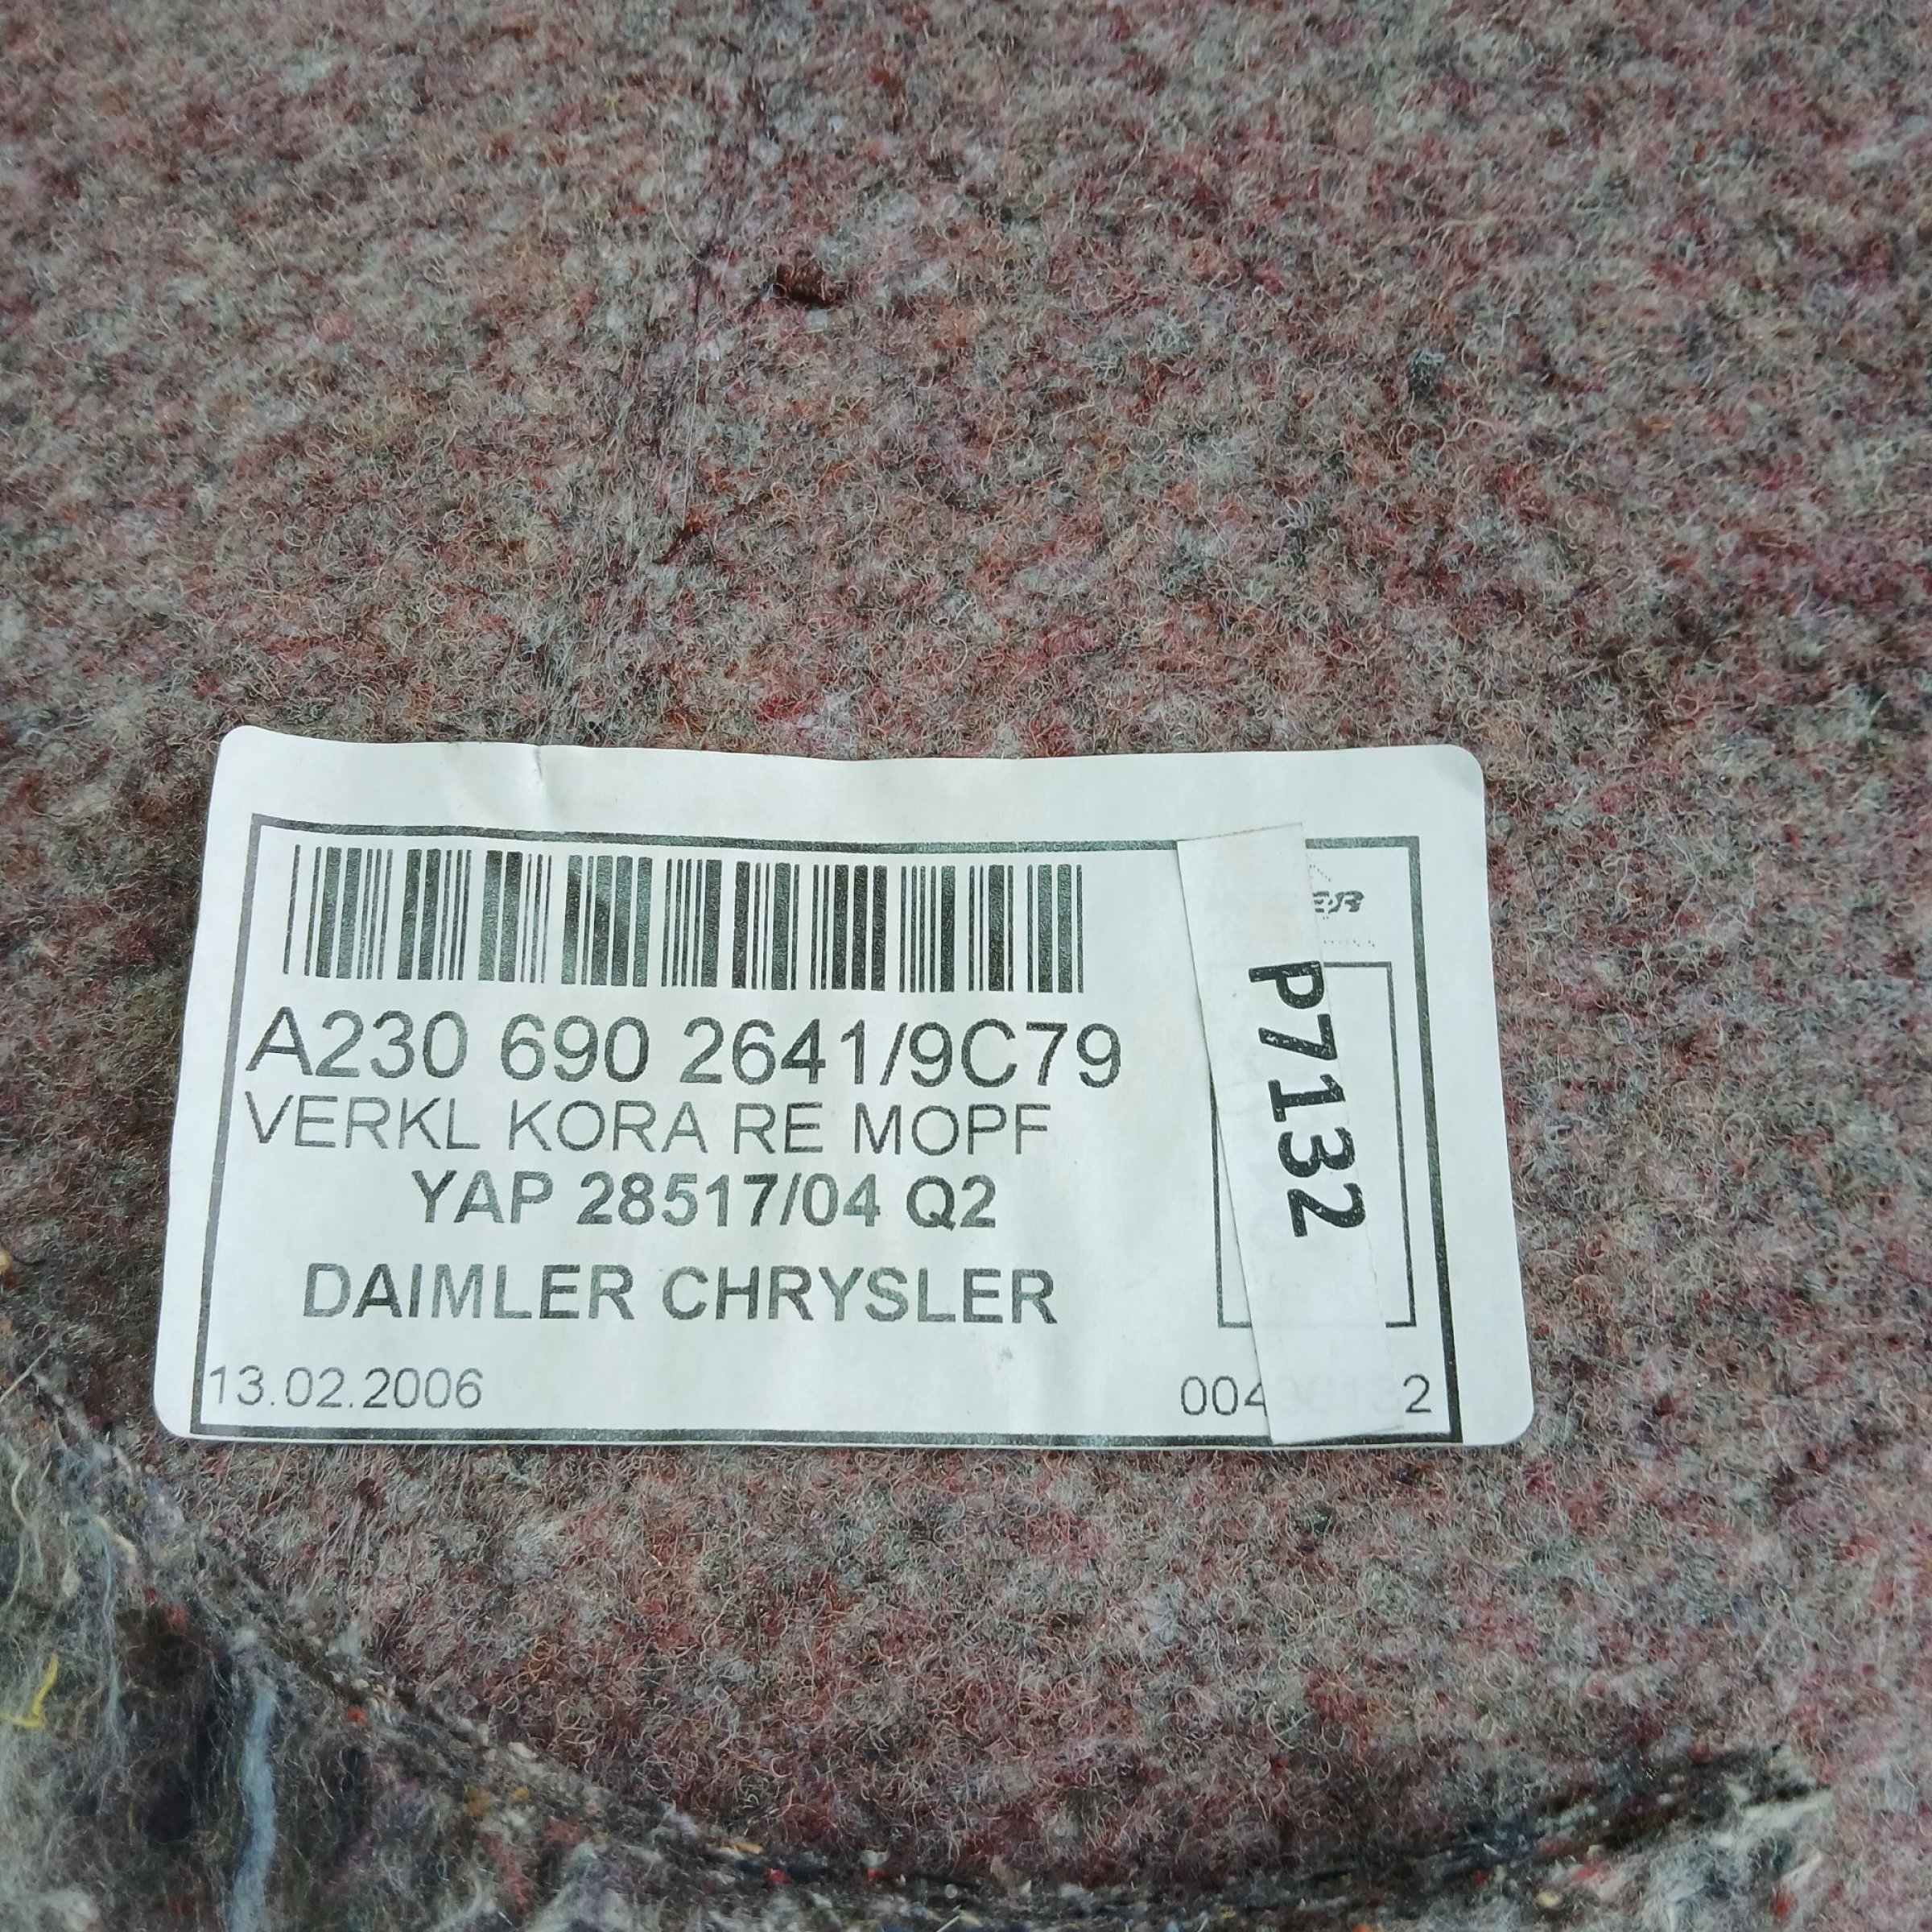 A230 690 2641/9C79
VERKL KORA RE MOPF
YAP 28517/04 Q2
DAIMLER CHRYSLER
13.02.2006
P7132